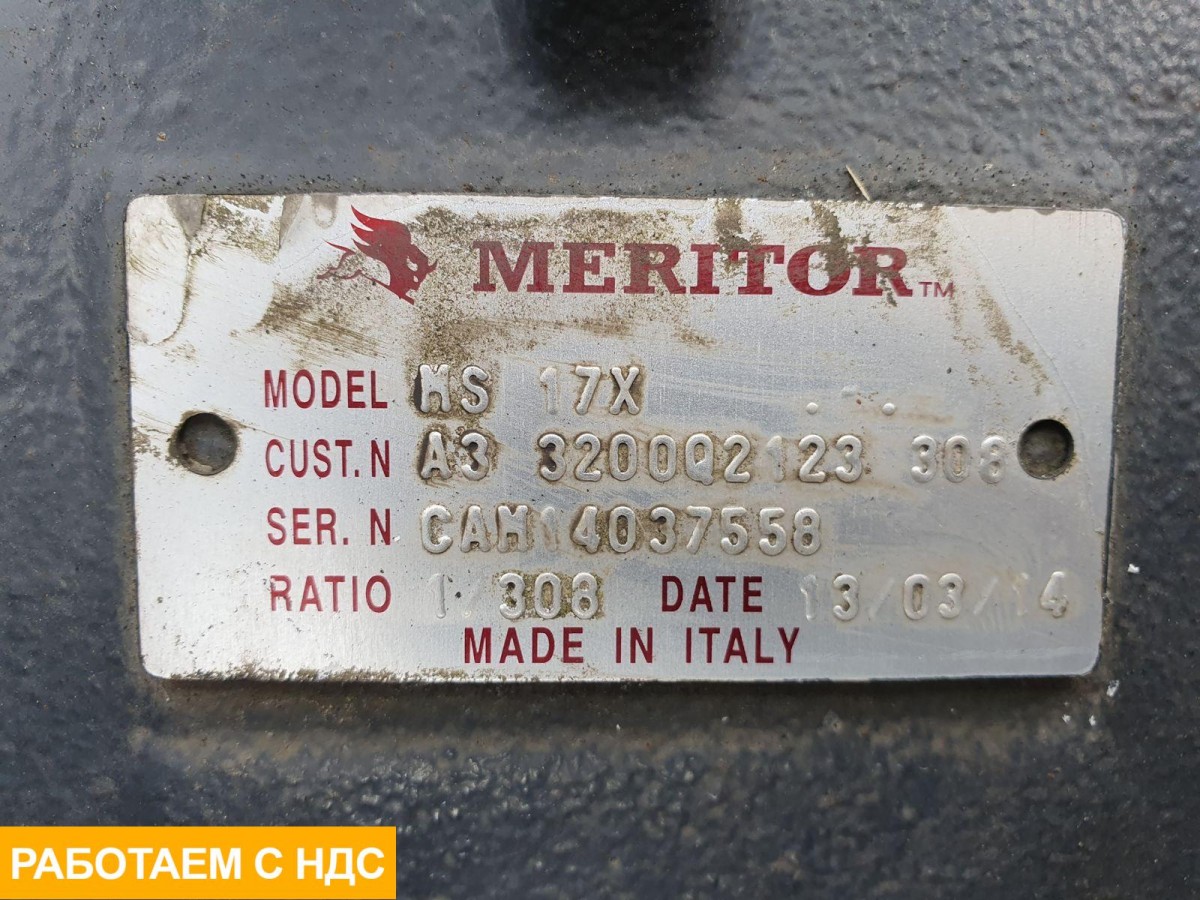 MERITOR™
MODEL MS 17X
CUST.N A3 3200Q2123 308
SER. N CAM14037558
RATIO 1/308 DATE 13/03/14
MADE IN ITALY
РАБОТАЕМ С НДС